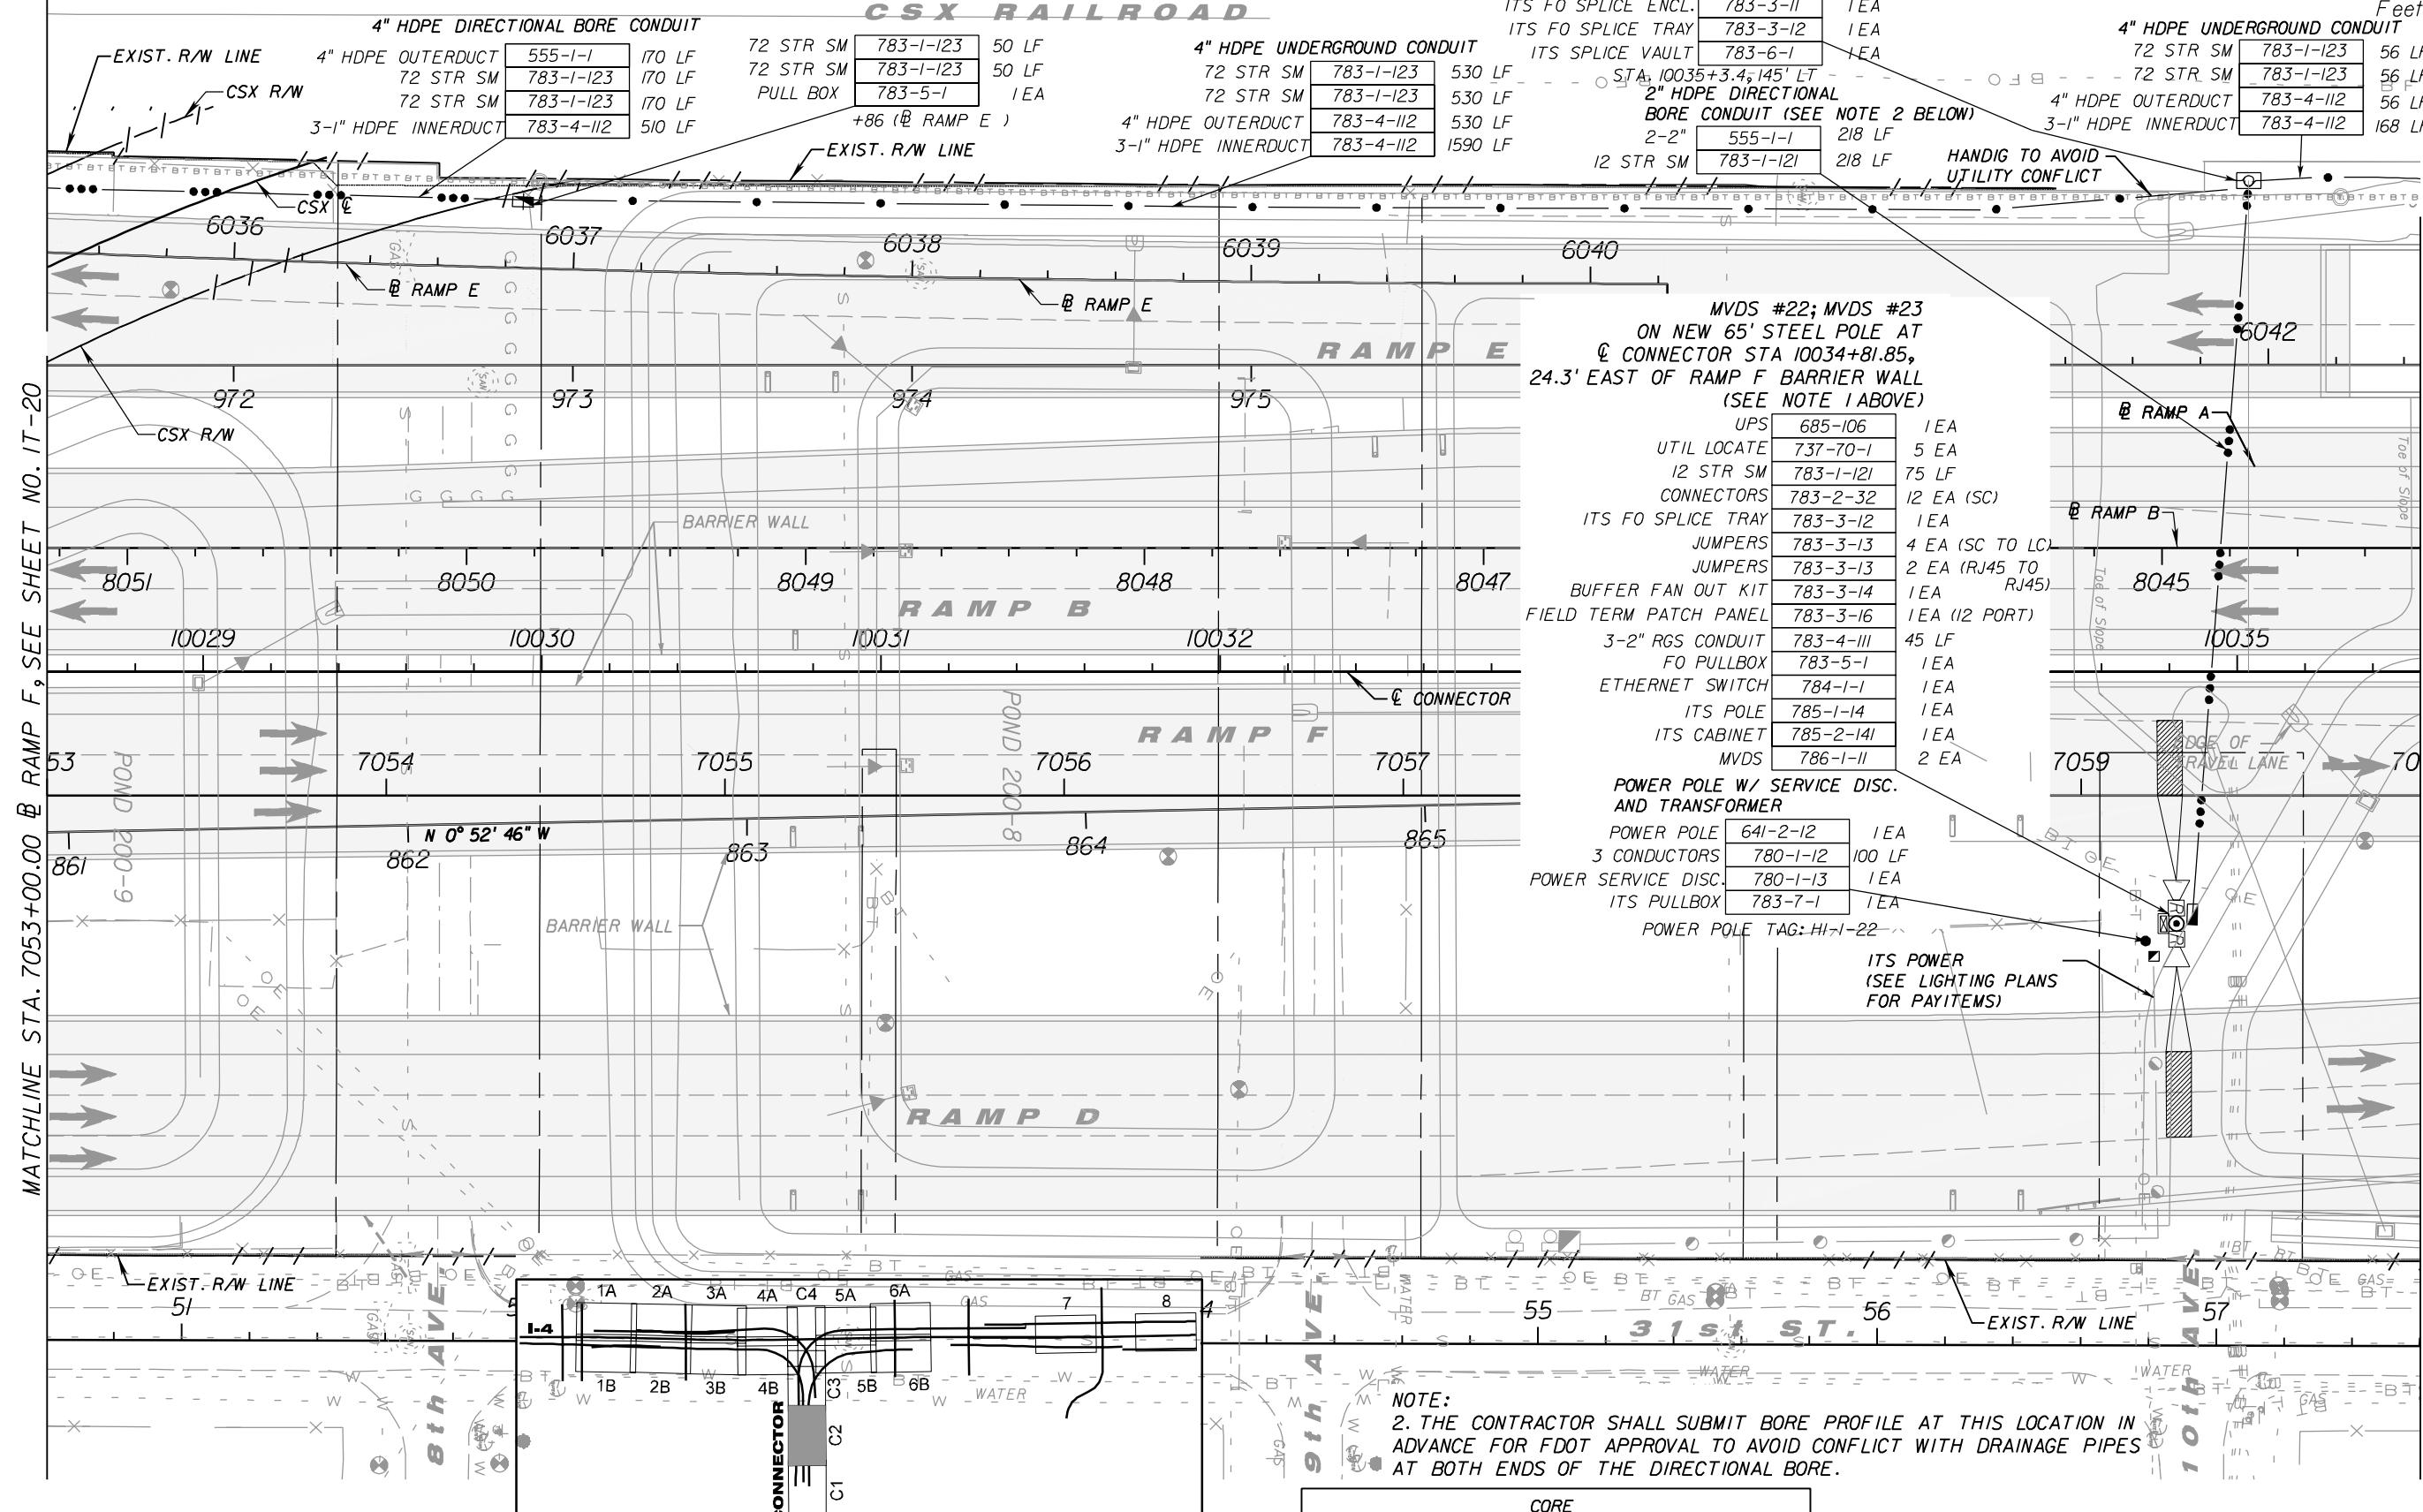 CSX RAILROAD
4" HDPE DIRECTIONAL BORE CONDUIT
4" HDPE OUTERDUCT 555-1-1 170 LF
72 STR SM 783-1-123 170 LF
72 STR SM 783-1-123 170 LF
3-1" HDPE INNERDUCT 783-4-112 510 LF
EXIST. R/W LINE
CSX R/W
72 STR SM 783-1-123 50 LF
72 STR SM 783-1-123 50 LF
PULL BOX 783-5-1 1 EA
+86 (℄ RAMP E )
EXIST. R/W LINE
4" HDPE UNDERGROUND CONDUIT
72 STR SM 783-1-123 530 LF
72 STR SM 783-1-123 530 LF
4" HDPE OUTERDUCT 783-4-112 530 LF
3-1" HDPE INNERDUCT 783-4-112 1590 LF
ITS FO SPLICE ENCL. 783-3-11 1 EA
ITS FO SPLICE TRAY 783-3-12 1 EA
ITS SPLICE VAULT 783-6-1 1 EA
STA. 10035+3.4, 145' LT
2" HDPE DIRECTIONAL
BORE CONDUIT (SEE NOTE 2 BELOW)
2-2" 555-1-1 218 LF
12 STR SM 783-1-121 218 LF
Feet
4" HDPE UNDERGROUND CONDUIT
72 STR SM 783-1-123 56 LF
72 STR SM 783-1-123 56 LF
4" HDPE OUTERDUCT 783-4-112 56 LF
3-1" HDPE INNERDUCT 783-4-112 168 LF
HANDIG TO AVOID
UTILITY CONFLICT
CSX ℄
6036 6037 6038 6039 6040 6042
℄ RAMP E
℄ RAMP E
RAMP E
972 973 974 975
CSX R/W
MVDS #22; MVDS #23
ON NEW 65' STEEL POLE AT
℄ CONNECTOR STA 10034+81.85,
24.3' EAST OF RAMP F BARRIER WALL
(SEE NOTE 1 ABOVE)
UPS 685-106 1 EA
UTIL LOCATE 737-70-1 5 EA
12 STR SM 783-1-121 75 LF
CONNECTORS 783-2-32 12 EA (SC)
ITS FO SPLICE TRAY 783-3-12 1 EA
JUMPERS 783-3-13 4 EA (SC TO LC)
JUMPERS 783-3-13 2 EA (RJ45 TO
RJ45)
BUFFER FAN OUT KIT 783-3-14 1 EA
FIELD TERM PATCH PANEL 783-3-16 1 EA (12 PORT)
3-2" RGS CONDUIT 783-4-111 45 LF
FO PULLBOX 783-5-1 1 EA
ETHERNET SWITCH 784-1-1 1 EA
ITS POLE 785-1-14 1 EA
ITS CABINET 785-2-141 1 EA
MVDS 786-1-11 2 EA
POWER POLE W/ SERVICE DISC.
AND TRANSFORMER
POWER POLE 641-2-12 1 EA
3 CONDUCTORS 780-1-12 100 LF
POWER SERVICE DISC. 780-1-13 1 EA
ITS PULLBOX 783-7-1 1 EA
POWER POLE TAG: H1-1-22
ITS POWER
(SEE LIGHTING PLANS
FOR PAYITEMS)
℄ RAMP A
℄ RAMP B
Toe of Slope
Toe of Slope
GAS
BARRIER WALL
8051 8050 8049 8048 8047 8045
RAMP B
10029 10030 10031 10032 10035
℄ CONNECTOR
RAMP F
EDGE OF
TRAVEL LANE
53 7054 7055 7056 7057 7059 70
POND 200-9
POND 200-8
N 0° 52' 46" W
861 862 863 864 865
BARRIER WALL
RAMP D
MATCHLINE STA. 7053+00.00 ℄ RAMP F, SEE SHEET NO. IT-20
EXIST. R/W LINE
51 55 56 57
31st ST.
EXIST. R/W LINE
8th AVE.
9th AVE.
10th AVE.
WATER
GAS
I-4
1A 2A 3A 4A C4 5A 6A 7 8
1B 2B 3B 4B C3 5B 6B
C2
C1
CONNECTOR
NOTE:
2. THE CONTRACTOR SHALL SUBMIT BORE PROFILE AT THIS LOCATION IN
ADVANCE FOR FDOT APPROVAL TO AVOID CONFLICT WITH DRAINAGE PIPES
AT BOTH ENDS OF THE DIRECTIONAL BORE.
CORE